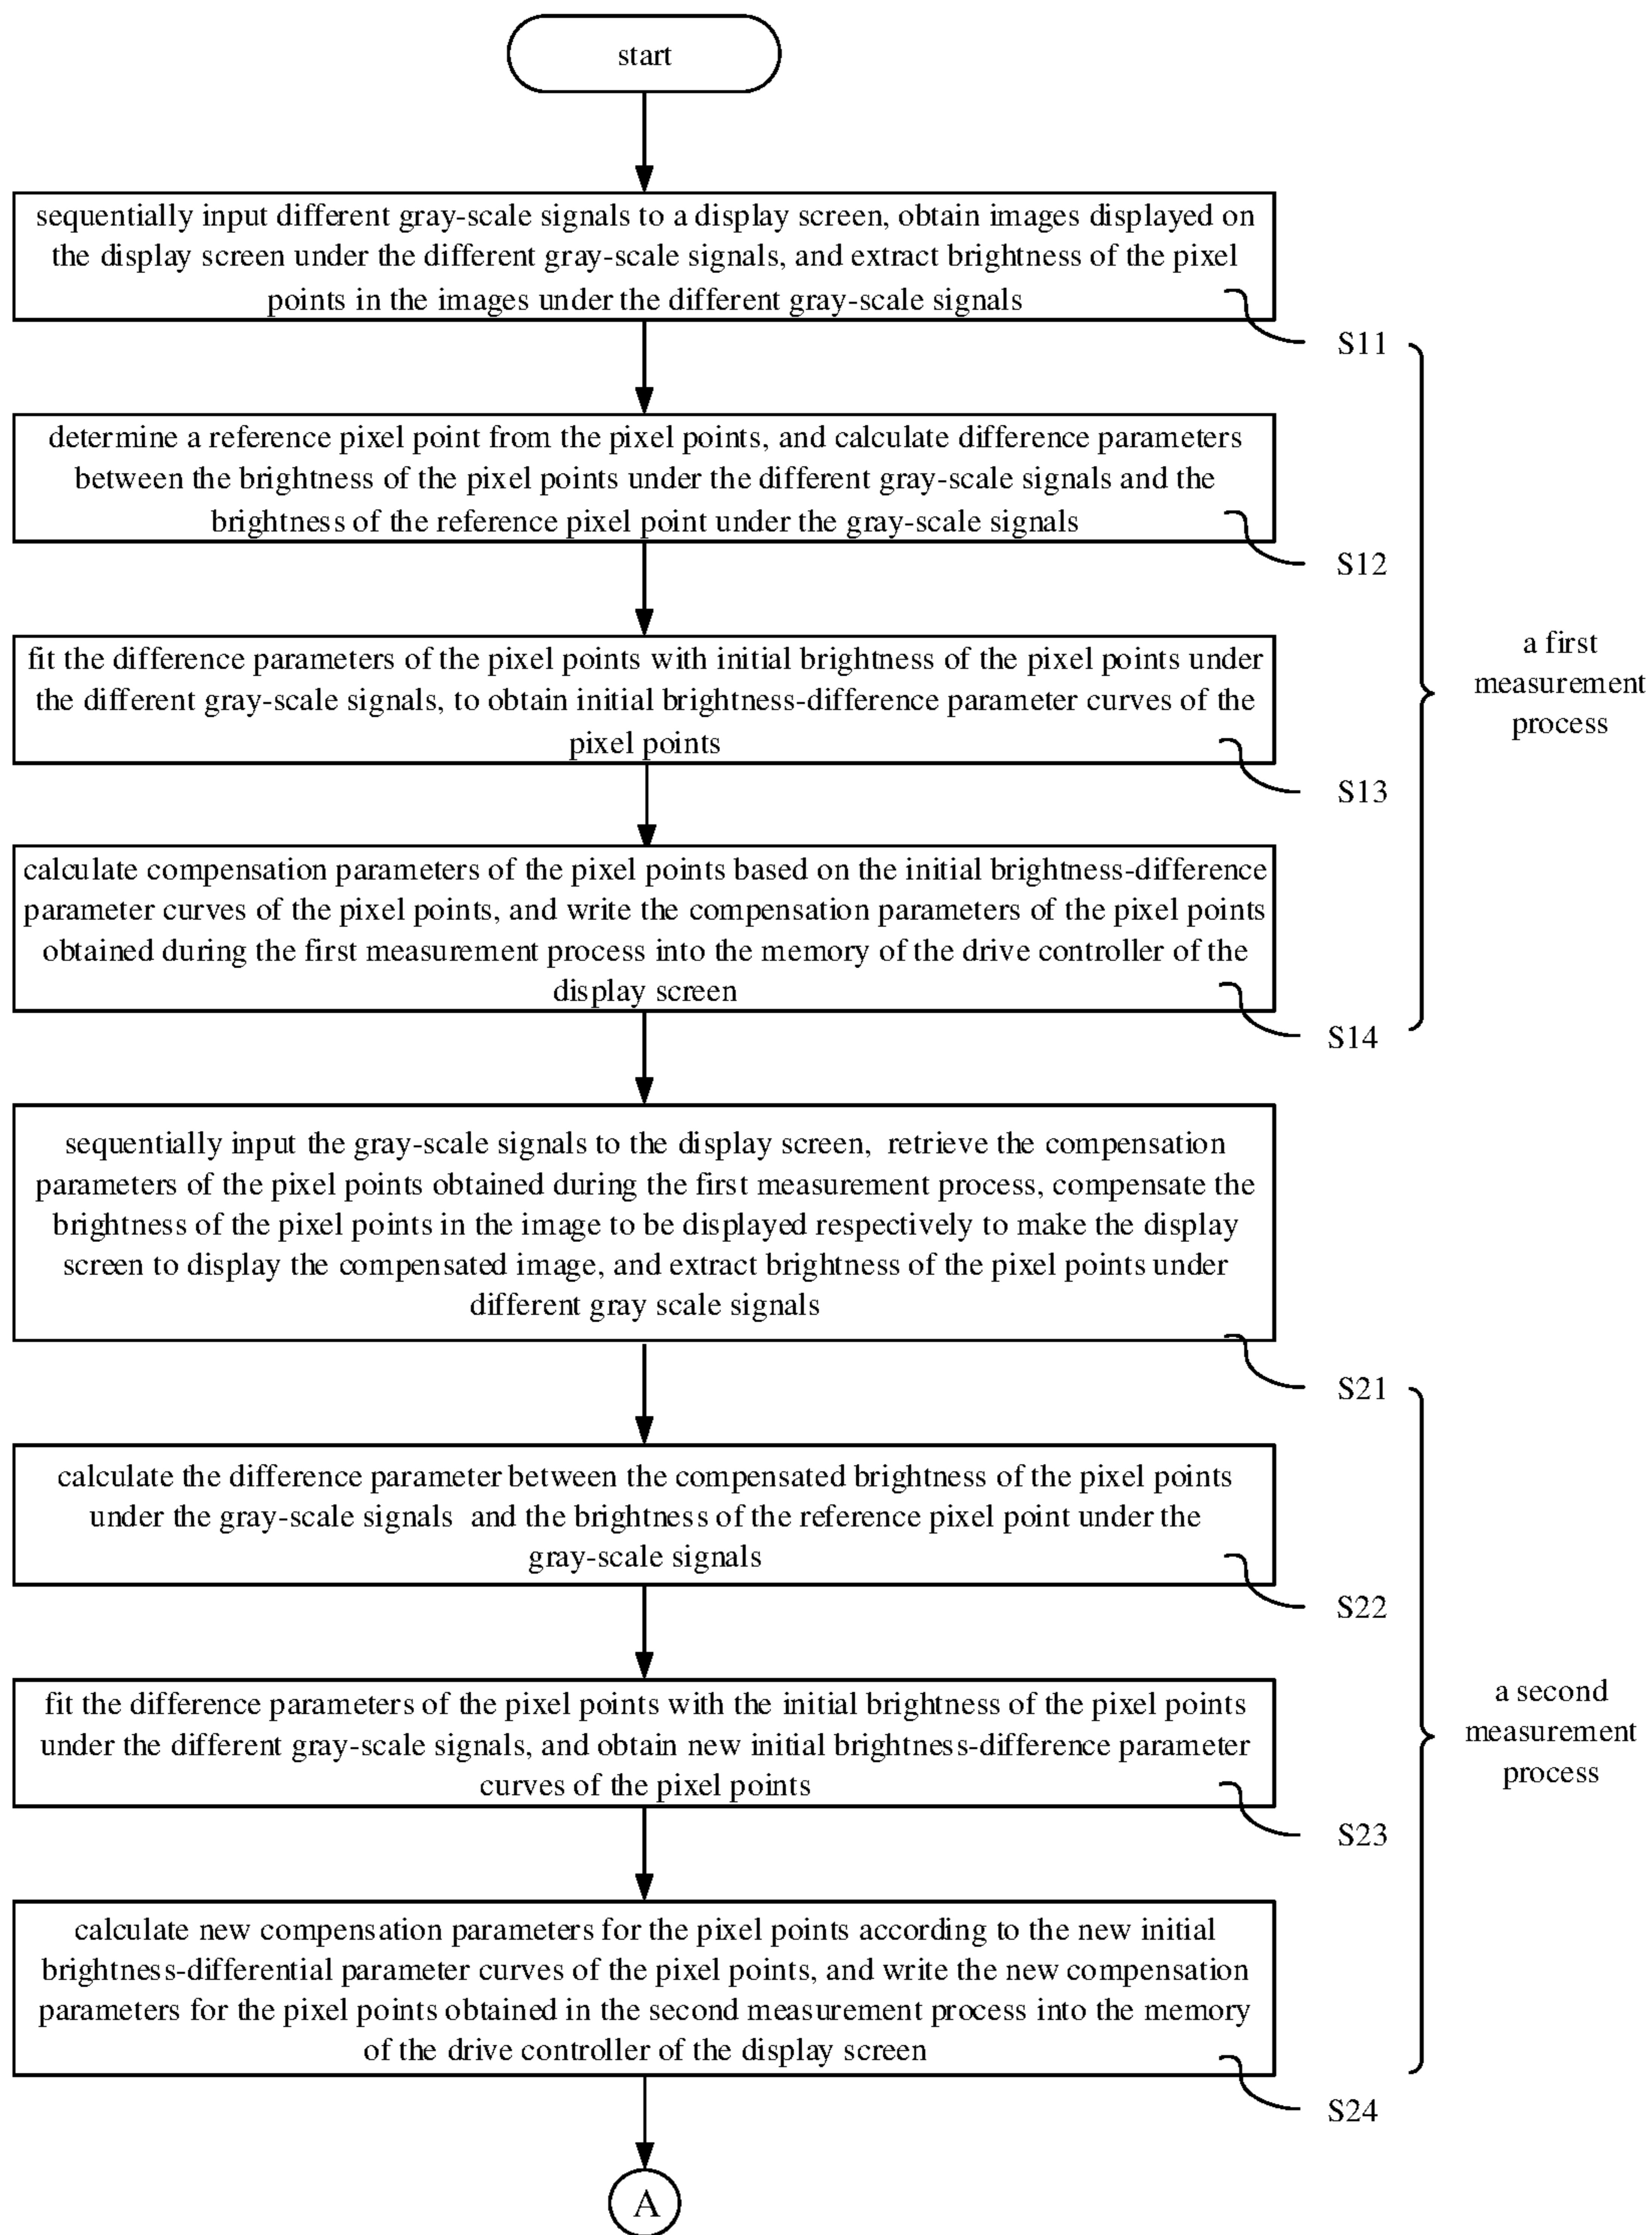 start
sequentially input different gray-scale signals to a display screen, obtain images displayed on
the display screen under the different gray-scale signals, and extract brightness of the pixel
points in the images under the different gray-scale signals
S11
determine a reference pixel point from the pixel points, and calculate difference parameters
between the brightness of the pixel points under the different gray-scale signals and the
brightness of the reference pixel point under the gray-scale signals
S12
fit the difference parameters of the pixel points with initial brightness of the pixel points under
the different gray-scale signals, to obtain initial brightness-difference parameter curves of the
pixel points
S13
a first
measurement
process
calculate compensation parameters of the pixel points based on the initial brightness-difference
parameter curves of the pixel points, and write the compensation parameters of the pixel points
obtained during the first measurement process into the memory of the drive controller of the
display screen
S14
sequentially input the gray-scale signals to the display screen, retrieve the compensation
parameters of the pixel points obtained during the first measurement process, compensate the
brightness of the pixel points in the image to be displayed respectively to make the display
screen to display the compensated image, and extract brightness of the pixel points under
different gray scale signals
S21
calculate the difference parameter between the compensated brightness of the pixel points
under the gray-scale signals and the brightness of the reference pixel point under the
gray-scale signals
S22
fit the difference parameters of the pixel points with the initial brightness of the pixel points
under the different gray-scale signals, and obtain new initial brightness-difference parameter
curves of the pixel points
S23
a second
measurement
process
calculate new compensation parameters for the pixel points according to the new initial
brightness-differential parameter curves of the pixel points, and write the new compensation
parameters for the pixel points obtained in the second measurement process into the memory
of the drive controller of the display screen
S24
A